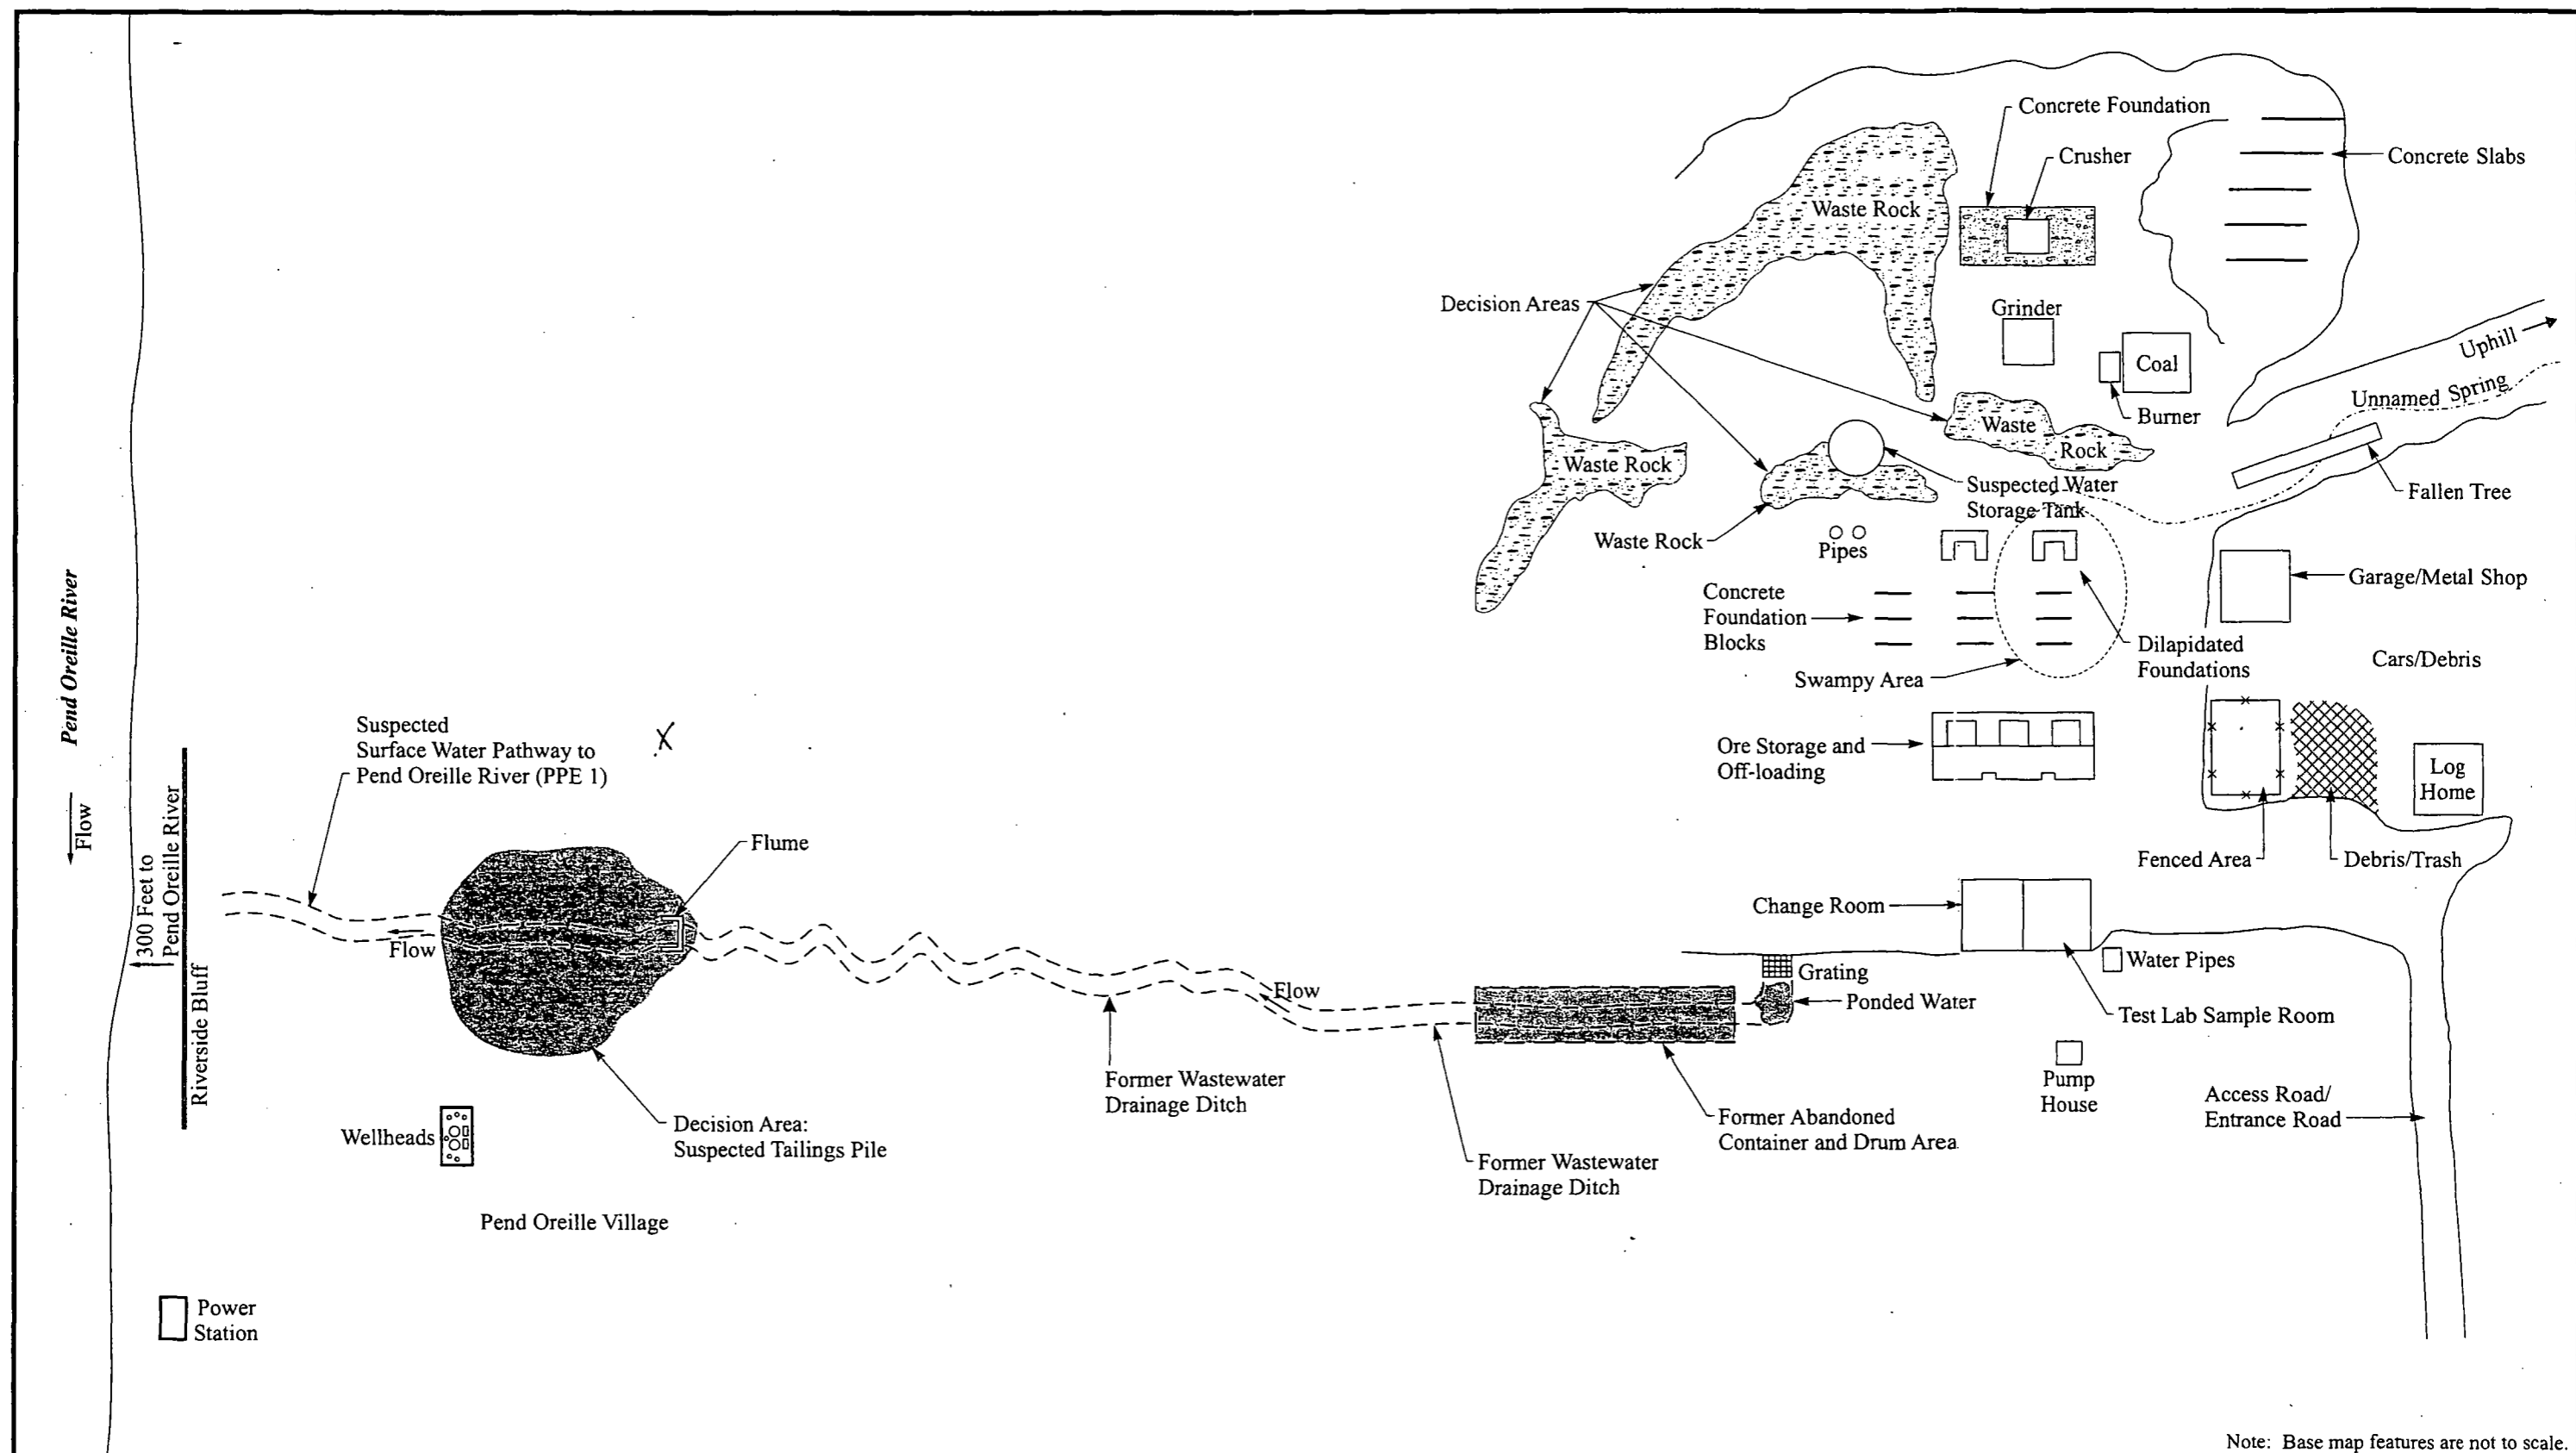 Concrete Foundation
Crusher
Concrete Slabs
Waste Rock
Decision Areas
Grinder
Coal
Burner
Uphill
Unnamed Spring
Waste
Rock
Waste Rock
Suspected Water
Storage Tank
Fallen Tree
Waste Rock
Pipes
Garage/Metal Shop
Concrete
Foundation
Blocks
Dilapidated
Foundations
Swampy Area
Cars/Debris
Pend Oreille River
Flow
Suspected
Surface Water Pathway to
Pend Oreille River (PPE 1)
X
Ore Storage and
Off-loading
Log
Home
300 Feet to
Pend Oreille River
Flume
Fenced Area
Debris/Trash
Change Room
Flow
Riverside Bluff
Flow
Grating
Water Pipes
Ponded Water
Test Lab Sample Room
Former Wastewater
Drainage Ditch
Pump
House
Access Road/
Entrance Road
Wellheads
Decision Area:
Suspected Tailings Pile
Former Abandoned
Container and Drum Area
Former Wastewater
Drainage Ditch
Pend Oreille Village
Power
Station
Note: Base map features are not to scale.